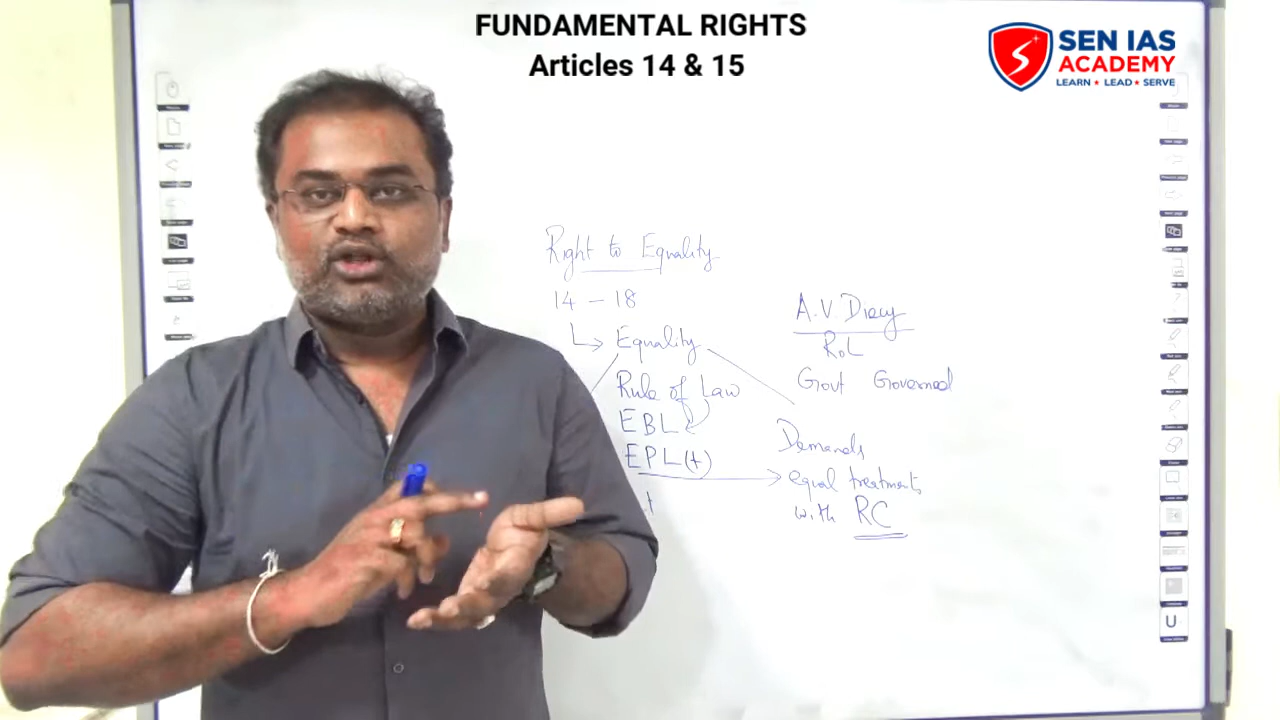 FUNDAMENTAL RIGHTS
Articles 14 & 15
SEN IAS
ACADEMY
LEARN ★ LEAD ★ SERVE
Right to Equality
14 - 18
Equality
Rule of Law
EBL
EPL(+)
A.V. Dicey
RoL
Govt Governed
Demands
equal treatments
with RC
U